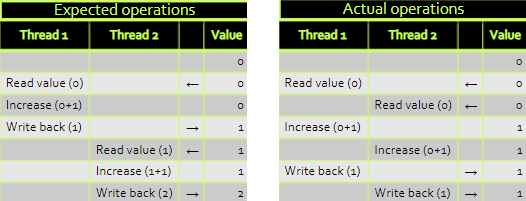 Expected operations
Thread 1 Thread 2 Value
0
Read value (0) ← 0
Increase (0+1) 0
Write back (1) → 1
Read value (1) ← 1
Increase (1+1) 1
Write back (2) → 2
Actual operations
Thread 1 Thread 2 Value
0
Read value (0) ← 0
Read value (0) ← 0
Increase (0+1) 1
Increase (0+1) 1
Write back (1) → 1
Write back (1) → 1